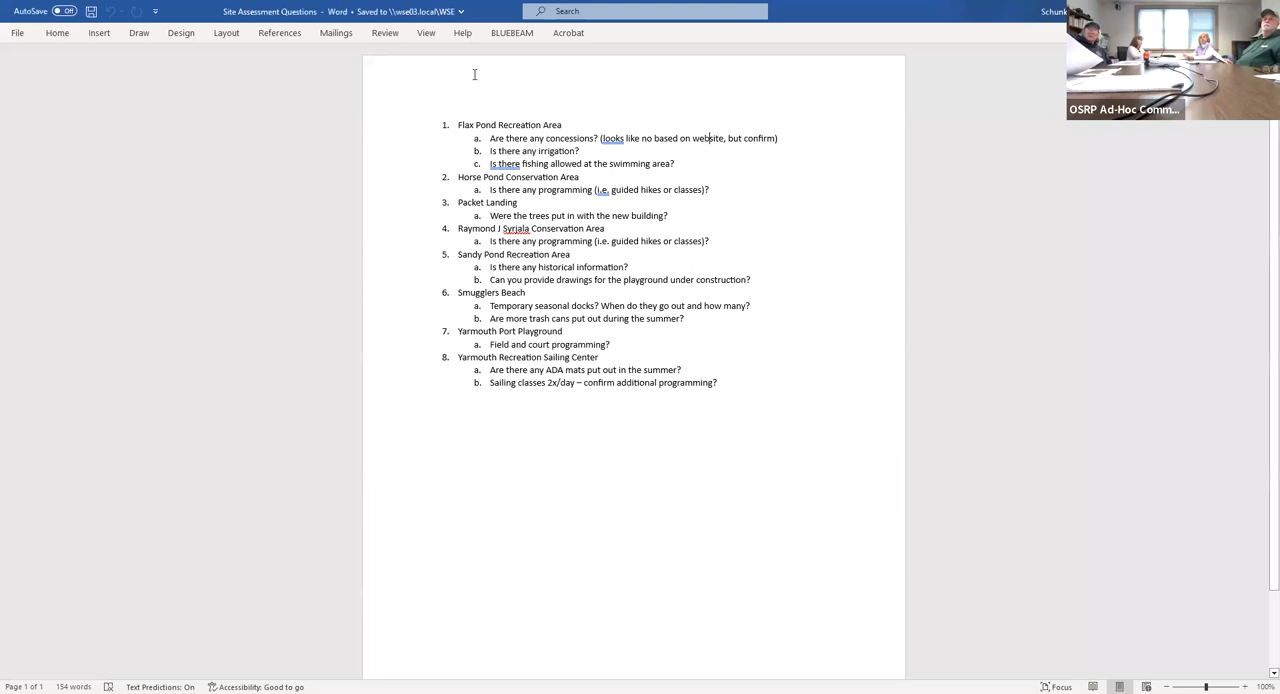 AutoSave Off Site Assessment Questions - Word • Saved to \\wse03.local\WSE Search Schunk
File Home Insert Draw Design Layout References Mailings Review View Help BLUEBEAM Acrobat
OSRP Ad-Hoc Comm...
1. Flax Pond Recreation Area
a. Are there any concessions? (looks like no based on website, but confirm)
b. Is there any irrigation?
c. Is there fishing allowed at the swimming area?
2. Horse Pond Conservation Area
a. Is there any programming (i.e. guided hikes or classes)?
3. Packet Landing
a. Were the trees put in with the new building?
4. Raymond J Syrjala Conservation Area
a. Is there any programming (i.e. guided hikes or classes)?
5. Sandy Pond Recreation Area
a. Is there any historical information?
b. Can you provide drawings for the playground under construction?
6. Smugglers Beach
a. Temporary seasonal docks? When do they go out and how many?
b. Are more trash cans put out during the summer?
7. Yarmouth Port Playground
a. Field and court programming?
8. Yarmouth Recreation Sailing Center
a. Are there any ADA mats put out in the summer?
b. Sailing classes 2x/day – confirm additional programming?
Page 1 of 1 154 words Text Predictions: On Accessibility: Good to go Focus 100%